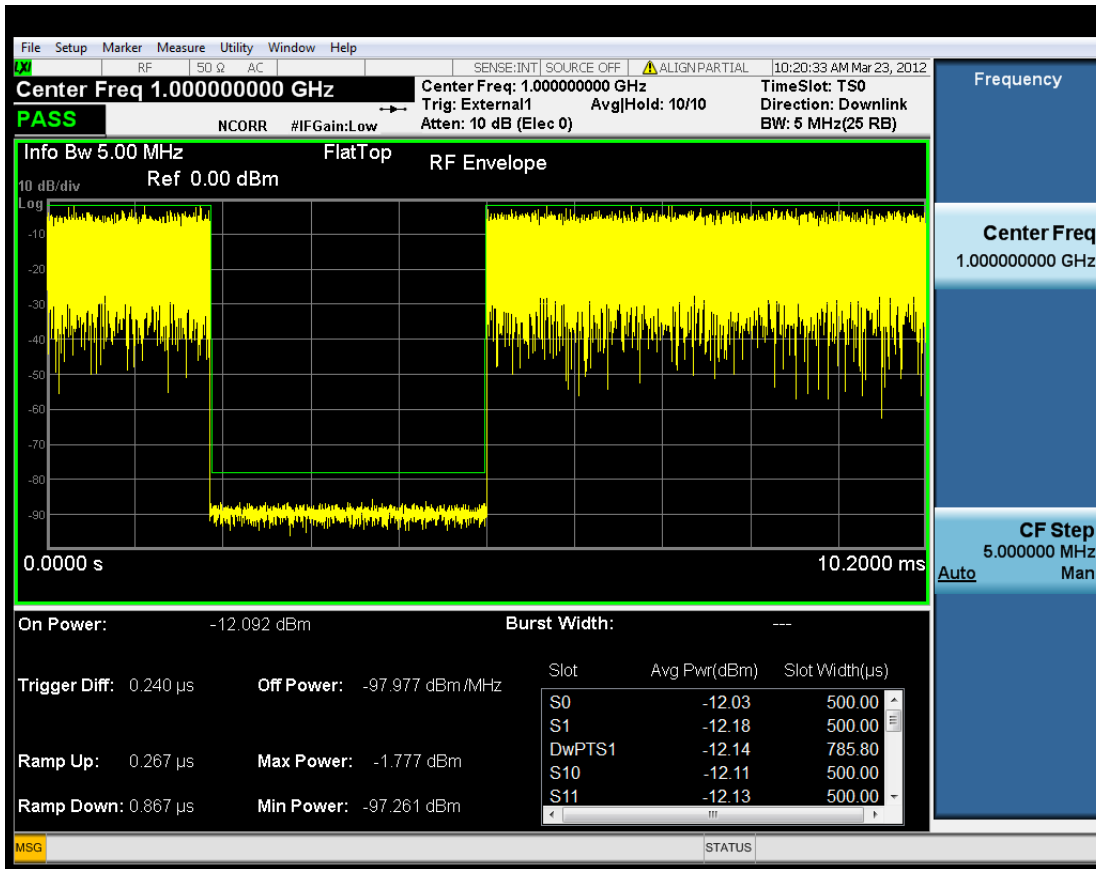 File Setup Marker Measure Utility Window Help
LXI RF 50 Ω AC SENSE:INT SOURCE OFF ALIGN PARTIAL 10:20:33 AM Mar 23, 2012
Center Freq 1.000000000 GHz
Center Freq: 1.000000000 GHz
TimeSlot: TS0
Trig: External1 Avg|Hold: 10/10
Direction: Downlink
PASS
NCORR #IFGain:Low
Atten: 10 dB (Elec 0)
BW: 5 MHz(25 RB)
Frequency
Info Bw 5.00 MHz FlatTop RF Envelope
10 dB/div Ref 0.00 dBm
Log
-10
-20
-30
-40
-50
-60
-70
-80
-90
0.0000 s 10.2000 ms
Center Freq
1.000000000 GHz
CF Step
5.000000 MHz
Auto Man
On Power: -12.092 dBm Burst Width: ---
Trigger Diff: 0.240 µs Off Power: -97.977 dBm/MHz
Ramp Up: 0.267 µs Max Power: -1.777 dBm
Ramp Down: 0.867 µs Min Power: -97.261 dBm
Slot Avg Pwr(dBm) Slot Width(µs)
S0 -12.03 500.00
S1 -12.18 500.00
DwPTS1 -12.14 785.80
S10 -12.11 500.00
S11 -12.13 500.00
MSG STATUS